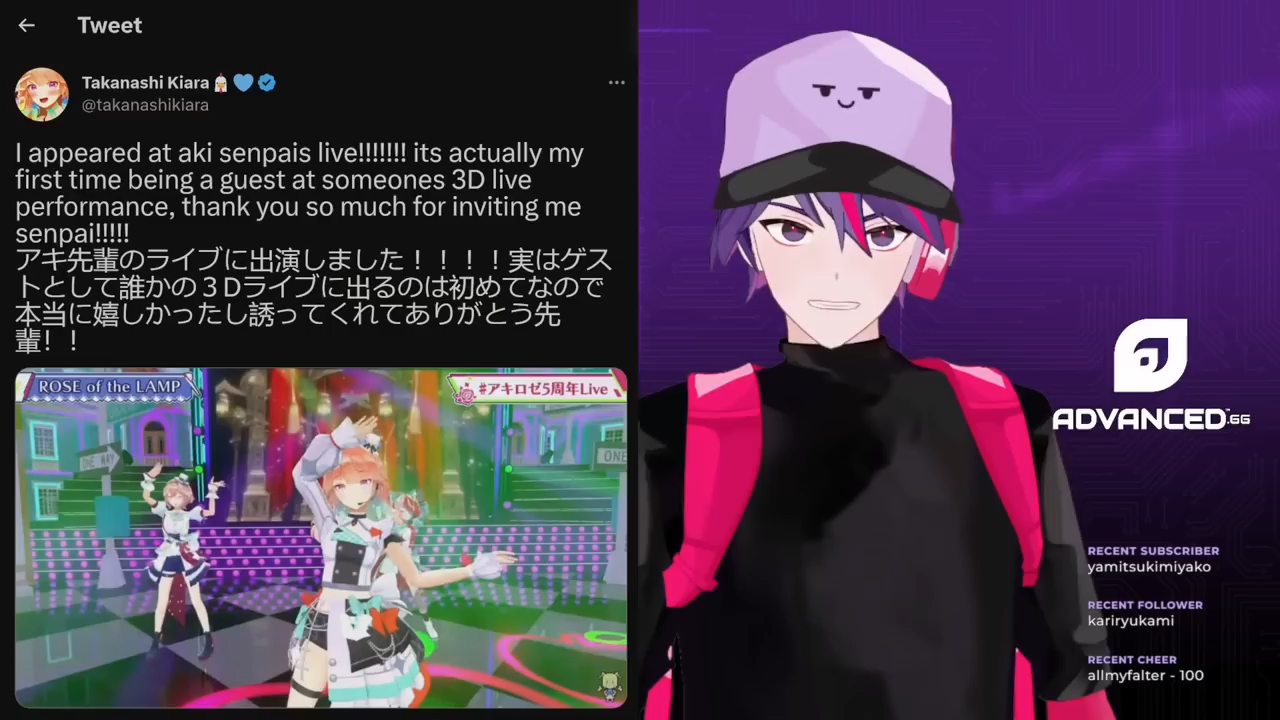 Tweet
Takanashi Kiara
@takanashikiara
I appeared at aki senpais live!!!!!!! its actually my
first time being a guest at someones 3D live
performance, thank you so much for inviting me
senpai!!!!!
アキ先輩のライブに出演しました！！！！実はゲス
トとして誰かの３Dライブに出るのは初めてなので
本当に嬉しかったし誘ってくれてありがとう先
輩！！
ROSE of the LAMP
#アキロゼ5周年Live
ONE WAY
ONE
ADVANCED.GG
RECENT SUBSCRIBER
yamitsukimiyako
RECENT FOLLOWER
kariryukami
RECENT CHEER
allmyfalter - 100